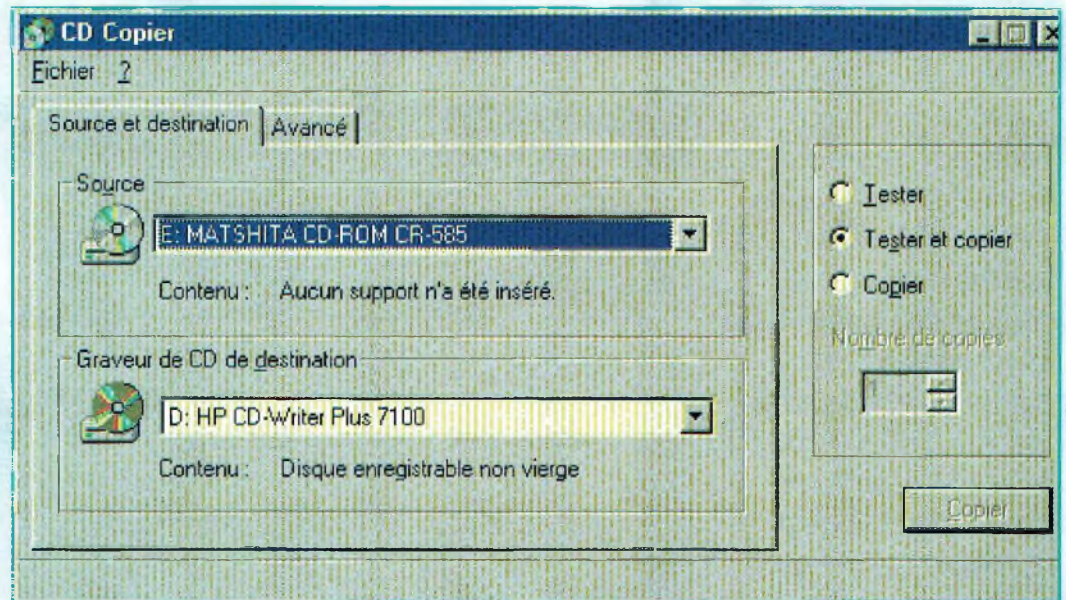 CD Copier
Fichier ?
Source et destination Avancé
Source
E: MATSHITA CD-ROM CR-585
Contenu : Aucun support n'a été inséré.
Graveur de CD de destination
D: HP CD-Writer Plus 7100
Contenu : Disque enregistrable non vierge
Tester
Tester et copier
Copier
Nombre de copies
1
Copier